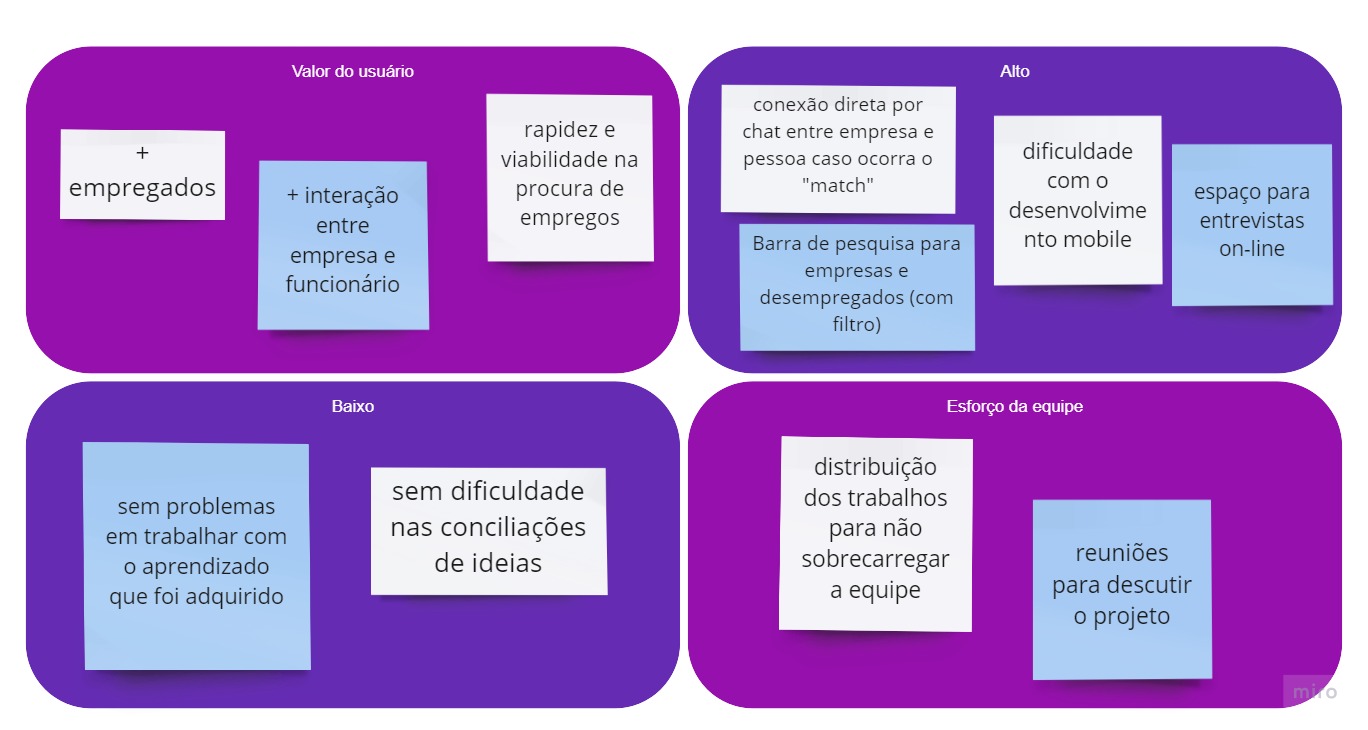 Valor do usuário
+
empregados
+ interação
entre
empresa e
funcionário
rapidez e
viabilidade na
procura de
empregos
Alto
conexão direta por
chat entre empresa e
pessoa caso ocorra o
"match"
Barra de pesquisa para
empresas e
desempregados (com
filtro)
dificuldade
com o
desenvolvime
nto mobile
espaço para
entrevistas
on-line
Baixo
sem problemas
em trabalhar com
o aprendizado
que foi adquirido
sem dificuldade
nas conciliações
de ideias
Esforço da equipe
distribuição
dos trabalhos
para não
sobrecarregar
a equipe
reuniões
para descutir
o projeto
miro